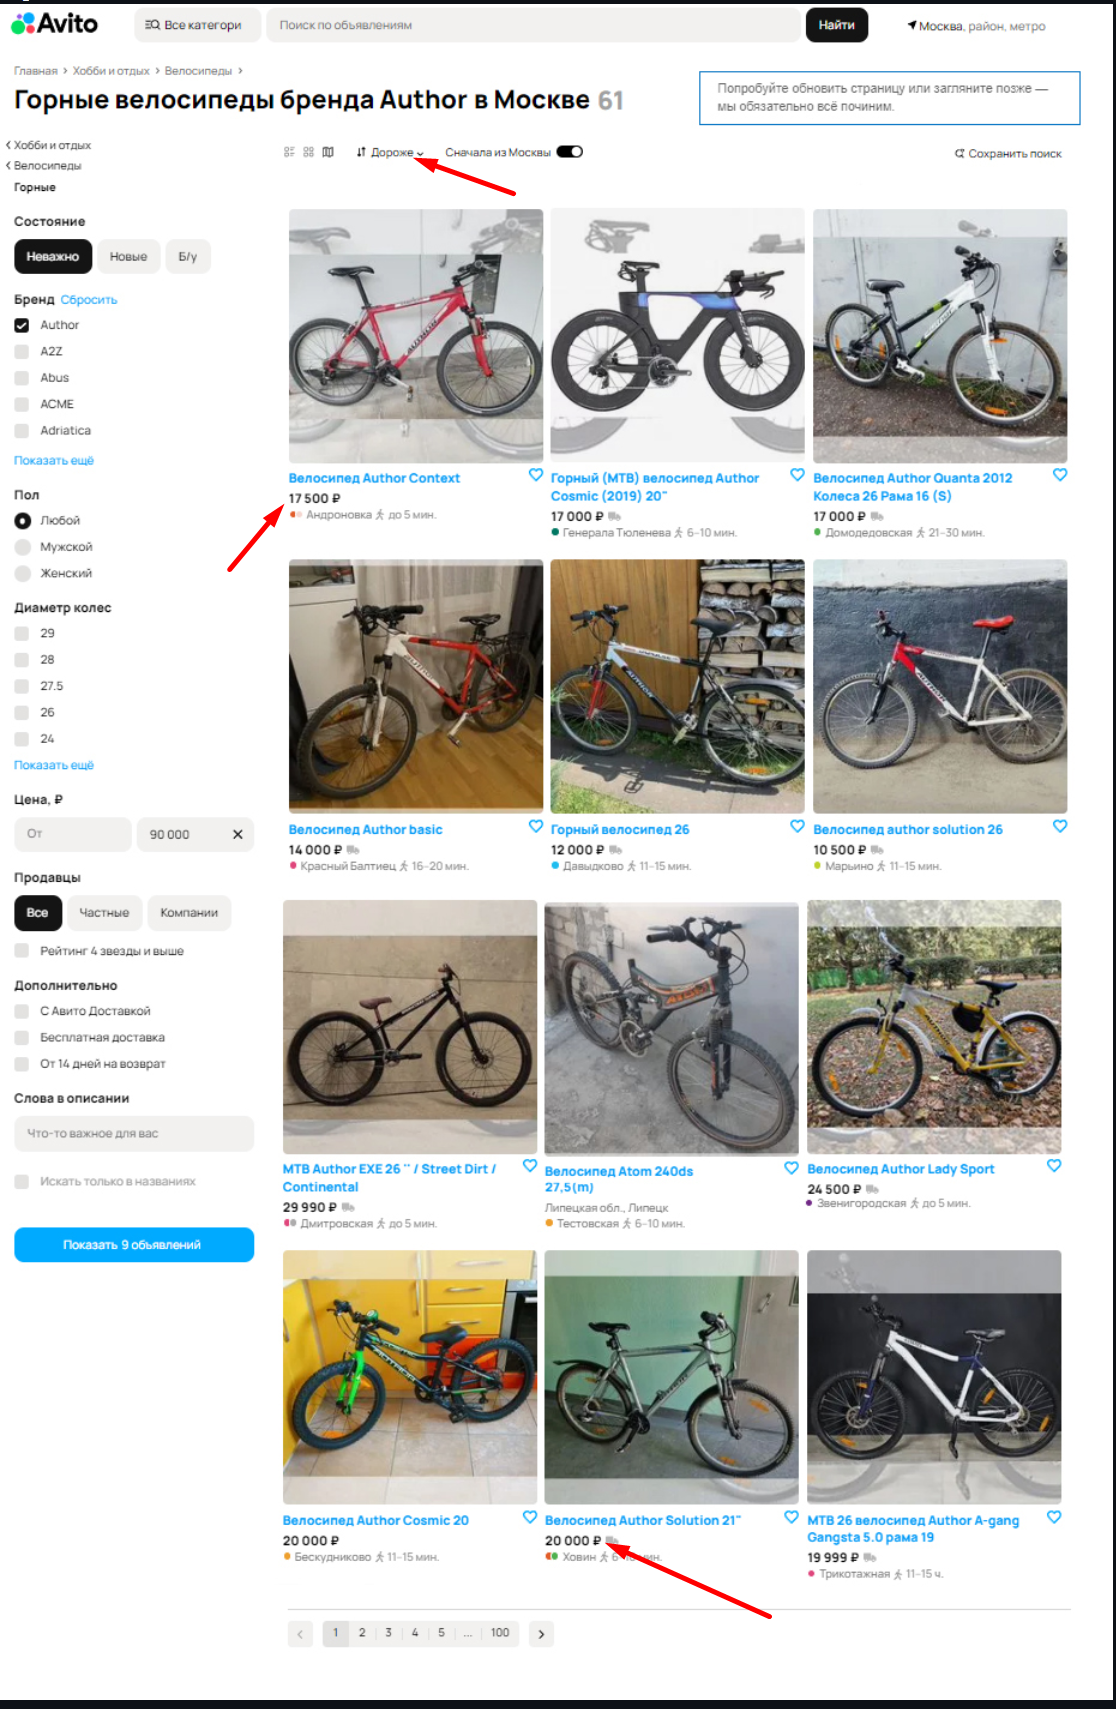 Avito
Все категори
Поиск по объявлениям
Найти
Москва, район, метро
Главная > Хобби и отдых > Велосипеды >
Горные велосипеды бренда Author в Москве 61
Попробуйте обновить страницу или загляните позже —
мы обязательно всё починим.
Хобби и отдых
Велосипеды
Горные
Дороже
Сначала из Москвы
Сохранить поиск
Состояние
Неважно
Новые
Б/у
Бренд Сбросить
Author
A2Z
Abus
ACME
Adriatica
Показать ещё
Пол
Любой
Мужской
Женский
Диаметр колес
29
28
27.5
26
24
Показать ещё
Цена, ₽
От
90 000
Продавцы
Все
Частные
Компании
Рейтинг 4 звезды и выше
Дополнительно
С Авито Доставкой
Бесплатная доставка
От 14 дней на возврат
Слова в описании
Что-то важное для вас
Искать только в названиях
Показать 9 объявлений
Велосипед Author Context
17 500 ₽
Андроновка до 5 мин.
Горный (MTB) велосипед Author
Cosmic (2019) 20"
17 000 ₽
Генерала Тюленева 6–10 мин.
Велосипед Author Quanta 2012
Колеса 26 Рама 16 (S)
17 000 ₽
Домодедовская 21–30 мин.
Велосипед Author basic
14 000 ₽
Красный Балтиец 16–20 мин.
Горный велосипед 26
12 000 ₽
Давыдково 11–15 мин.
Велосипед author solution 26
10 500 ₽
Марьино 11–15 мин.
MTB Author EXE 26 '' / Street Dirt /
Continental
29 990 ₽
Дмитровская до 5 мин.
Велосипед Atom 240ds
27,5(m)
Липецкая обл., Липецк
Тестовская 6–10 мин.
Велосипед Author Lady Sport
24 500 ₽
Звенигородская до 5 мин.
Велосипед Author Cosmic 20
20 000 ₽
Бескудниково 11–15 мин.
Велосипед Author Solution 21"
20 000 ₽
Ховин
MTB 26 велосипед Author A-gang
Gangsta 5.0 рама 19
19 999 ₽
Трикотажная 11–15 ч.
1 2 3 4 5 ... 100